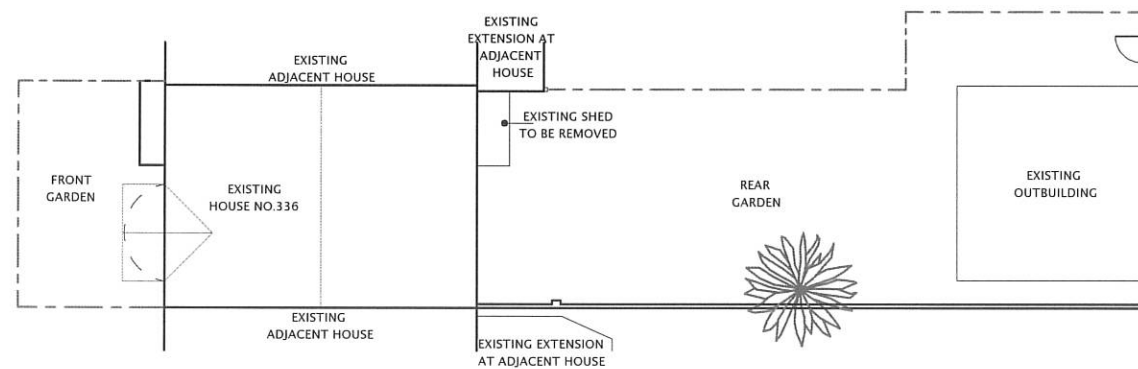 EXISTING
EXTENSION AT
ADJACENT
HOUSE
EXISTING
ADJACENT HOUSE
EXISTING SHED
TO BE REMOVED
FRONT
GARDEN
EXISTING
HOUSE NO.336
REAR
GARDEN
EXISTING
OUTBUILDING
EXISTING
ADJACENT HOUSE
EXISTING EXTENSION
AT ADJACENT HOUSE